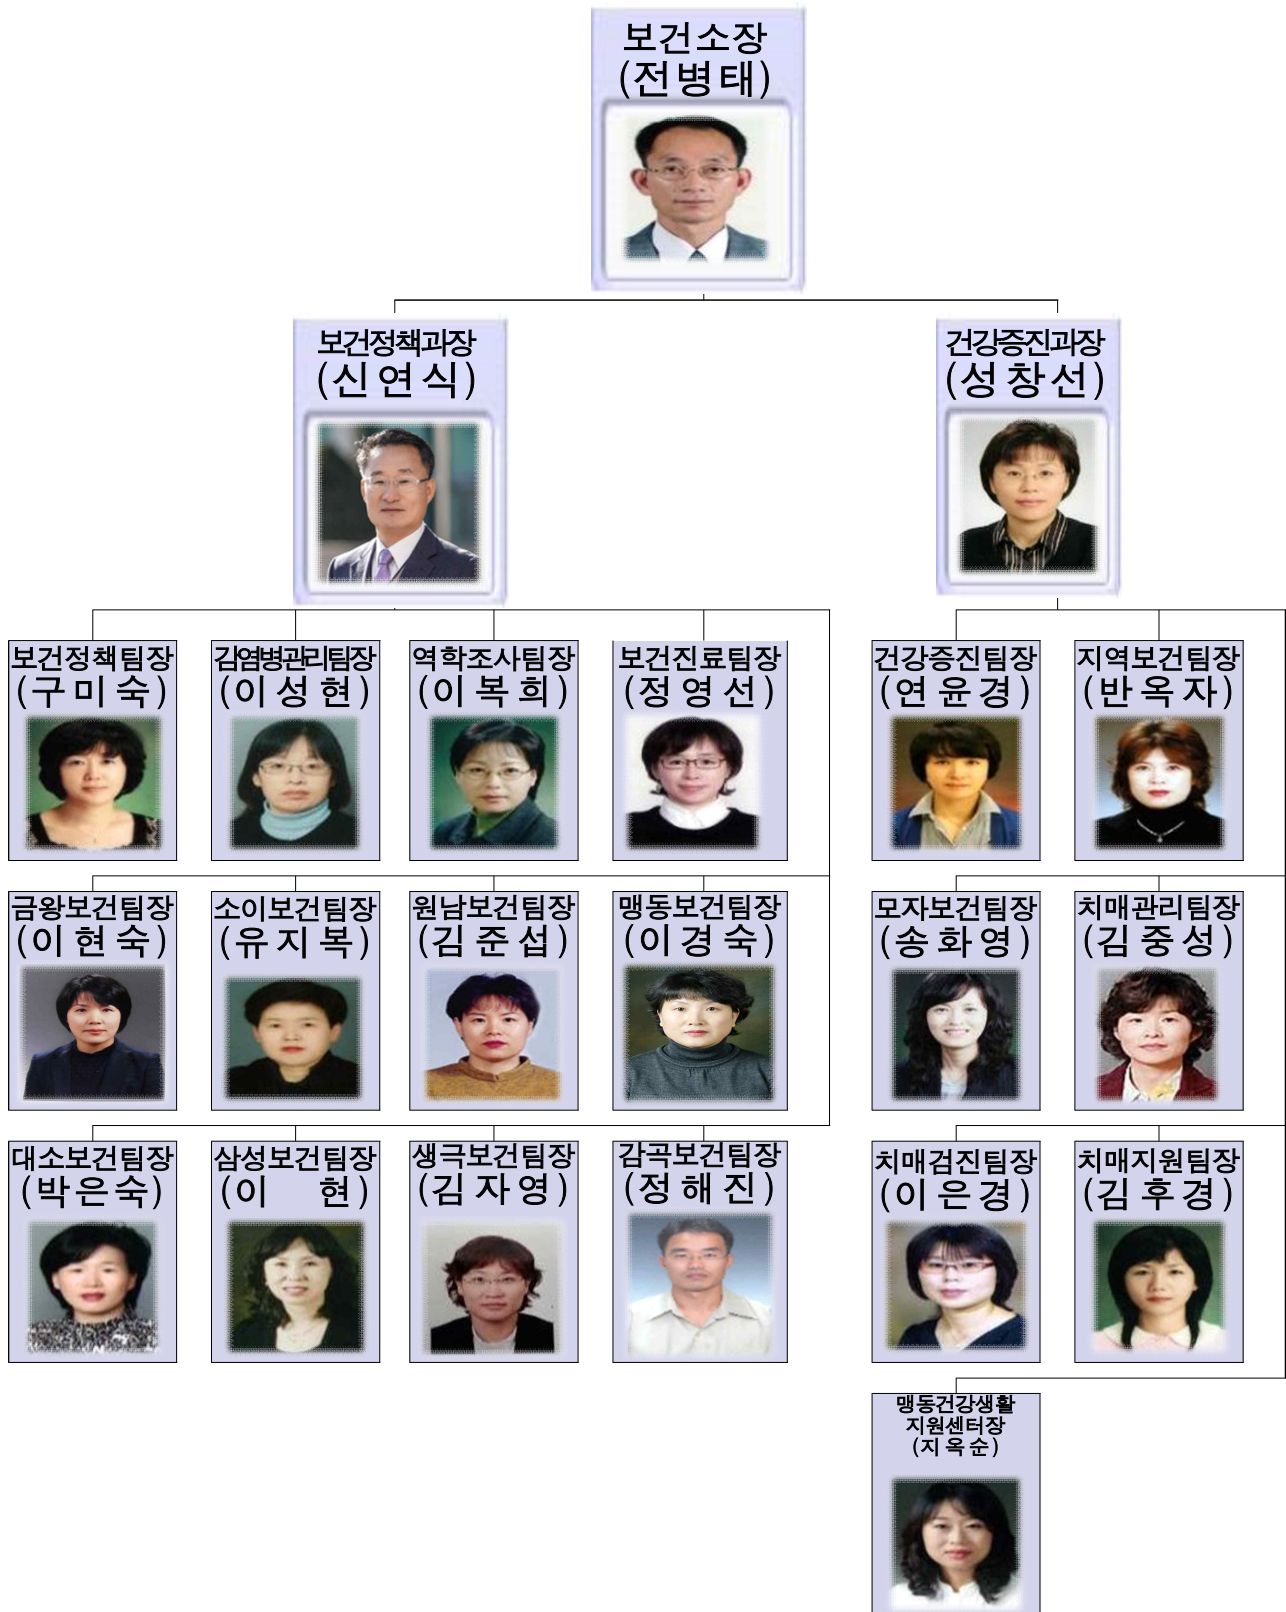 보건소장
(전병태)
보건정책과장
(신연식)
건강증진과장
(성창선)
보건정책팀장
(구미숙)
감염병관리팀장
(이성현)
역학조사팀장
(이복희)
보건진료팀장
(정영선)
건강증진팀장
(연윤경)
지역보건팀장
(반옥자)
금왕보건팀장
(이현숙)
소이보건팀장
(유지복)
원남보건팀장
(김준섭)
맹동보건팀장
(이경숙)
모자보건팀장
(송화영)
치매관리팀장
(김중성)
대소보건팀장
(박은숙)
삼성보건팀장
(이 현)
생극보건팀장
(김자영)
감곡보건팀장
(정해진)
치매검진팀장
(이은경)
치매지원팀장
(김후경)
맹동건강생활
지원센터장
(지옥순)